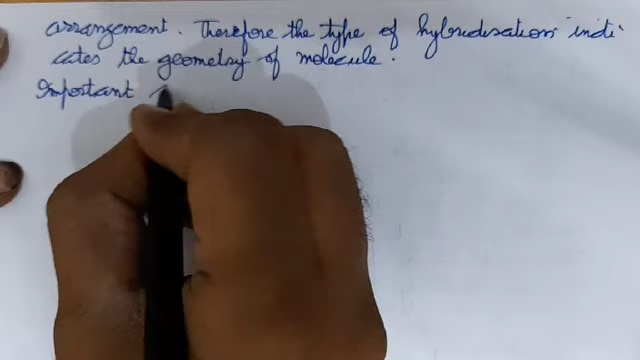 arrangement. Therefore the type of hybridisation indi
cates the geometry of molecule.
Important